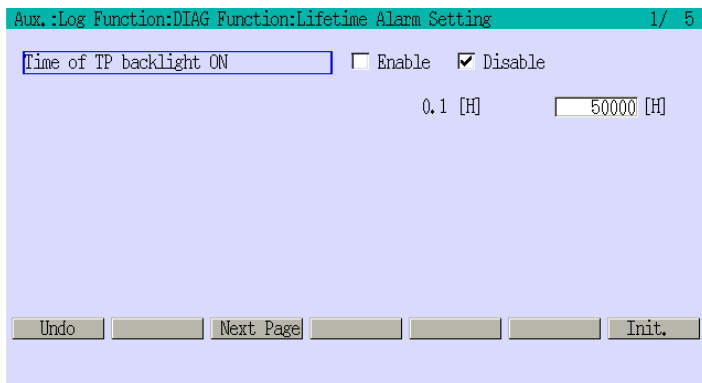 Aux.:Log Function:DIAG Function:Lifetime Alarm Setting 1/ 5
Time of TP backlight ON Enable Disable
0.1 [H] 50000 [H]
Undo Next Page Init.